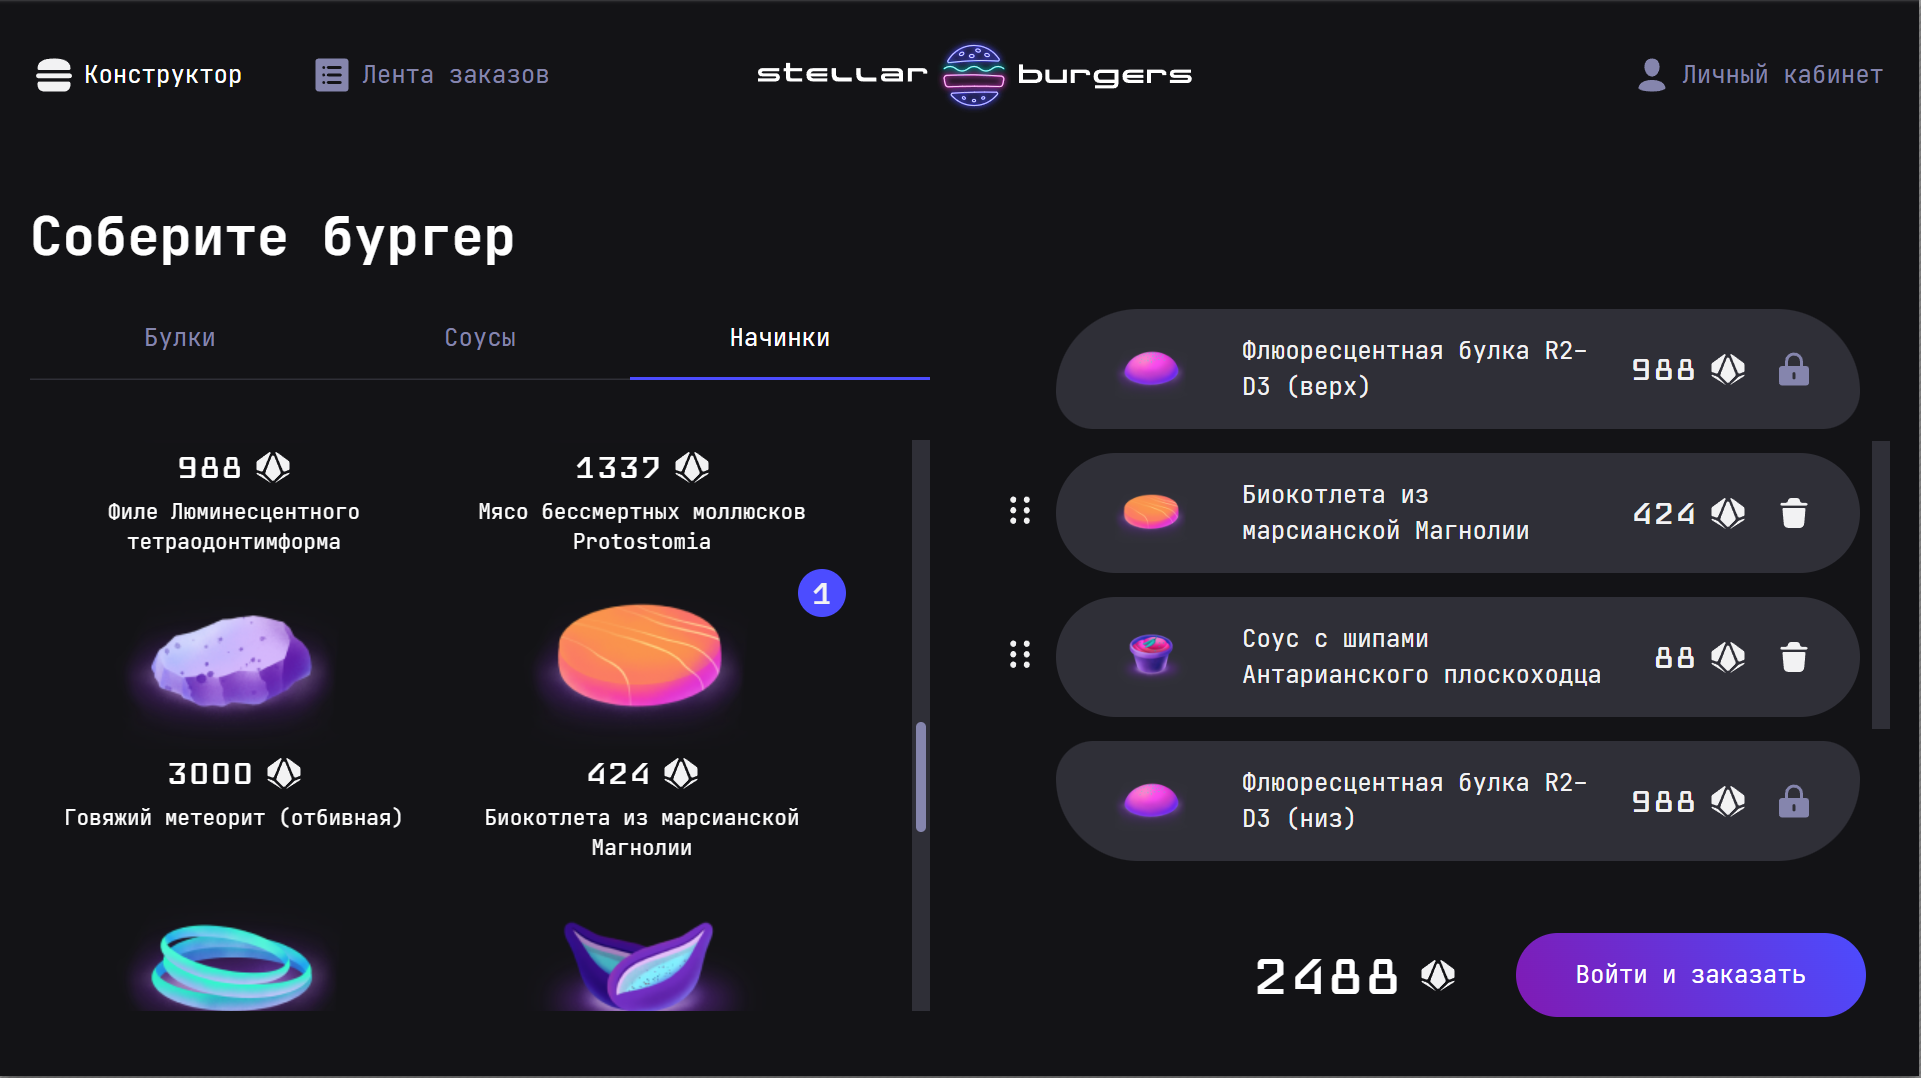 Конструктор
Лента заказов
stellar burgers
Личный кабинет
Соберите бургер
Булки
Соусы
Начинки
988
Филе Люминесцентного
тетраодонтимформа
1337
Мясо бессмертных моллюсков
Protostomia
3000
Говяжий метеорит (отбивная)
1
424
Биокотлета из марсианской
Магнолии
Флюоресцентная булка R2-
D3 (верх)
988
Биокотлета из
марсианской Магнолии
424
Соус с шипами
Антарианского плоскоходца
88
Флюоресцентная булка R2-
D3 (низ)
988
2488
Войти и заказать